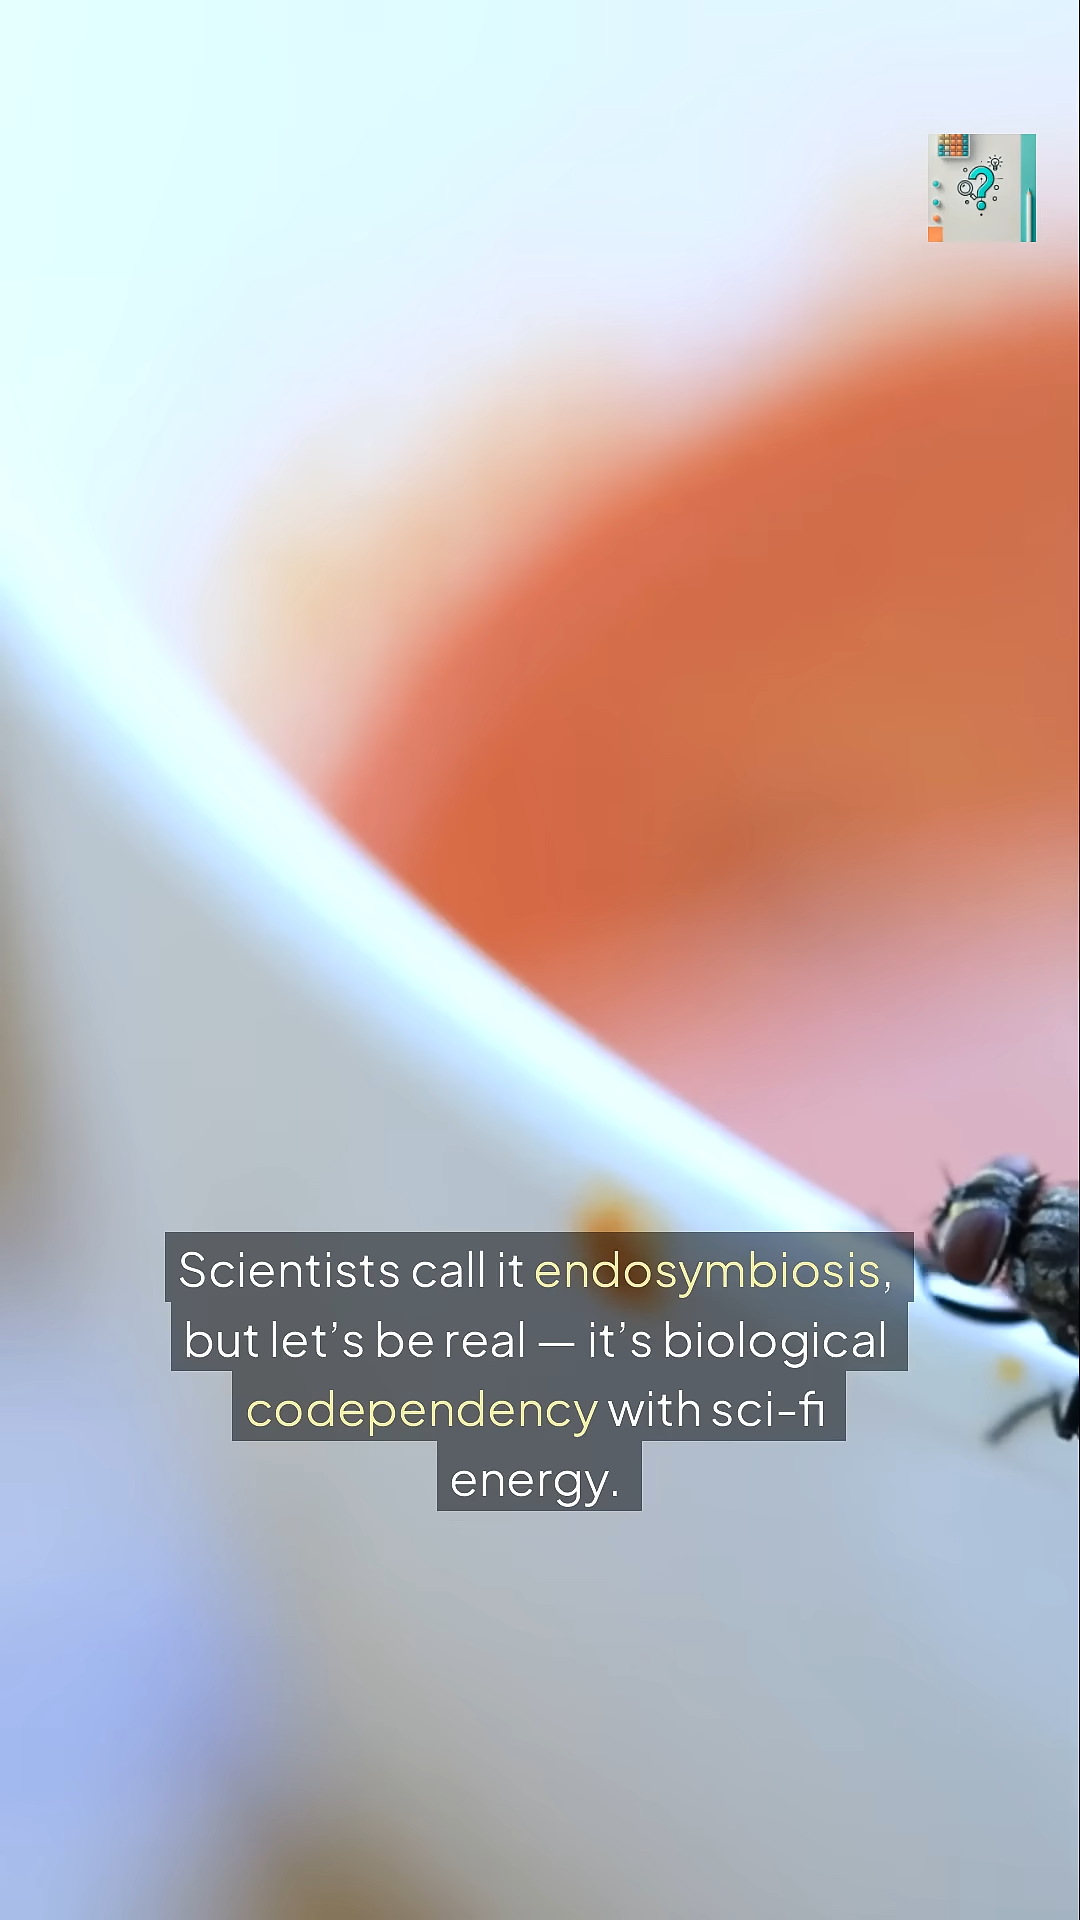 Scientists call it endosymbiosis,
but let’s be real — it’s biological
codependency with sci-fi
energy.